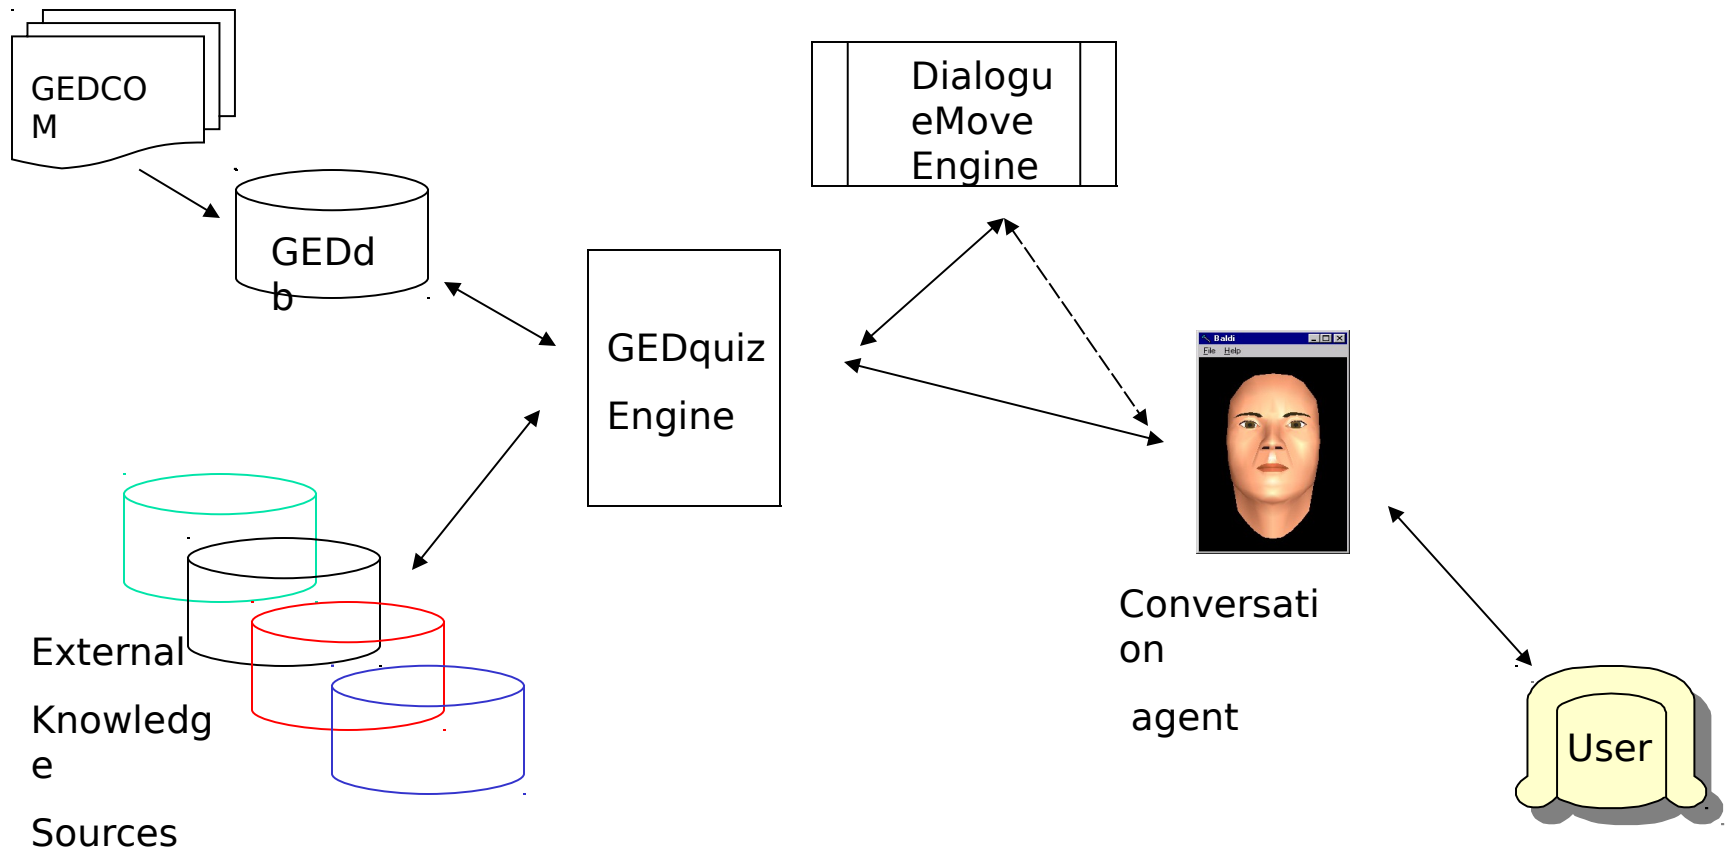 GEDCO
M
Dialogu
eMove
Engine
GEDd
b
GEDquiz
Engine
Baldi
File Help
External
Knowledg
e
Sources
Conversati
on
agent
User